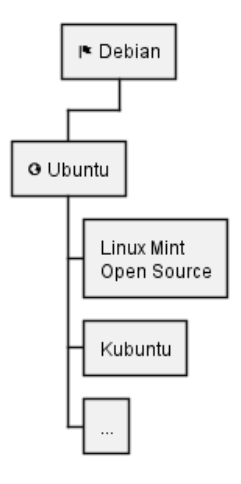 Debian
Ubuntu
Linux Mint
Open Source
Kubuntu
...